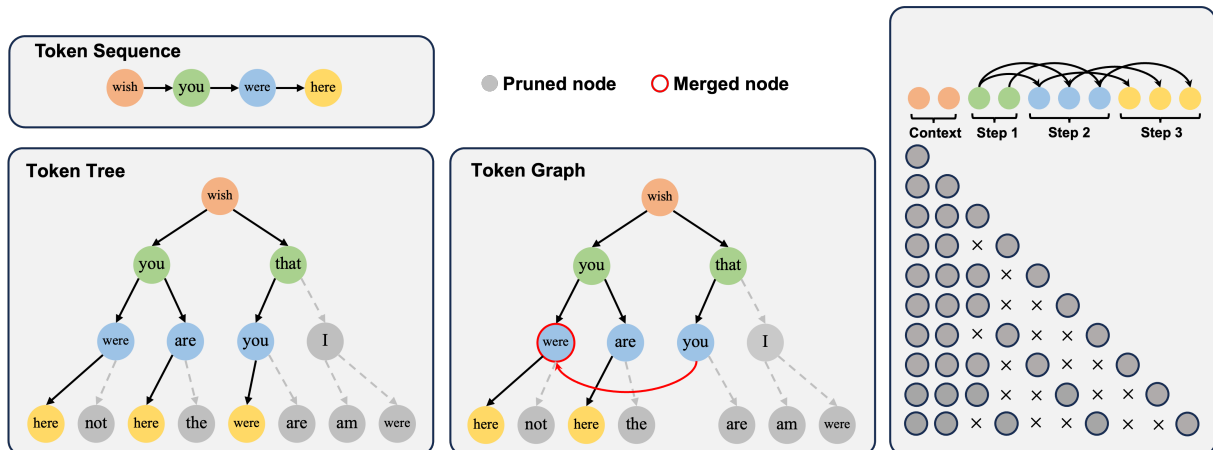 Token Sequence
wish you were here
Pruned node Merged node
Context Step 1 Step 2 Step 3
Token Tree
wish
you that
were are you I
here not here the were are am were
Token Graph
wish
you that
were are you I
here not here the are am were
× 
× 
× ×
× × ×
× × ×
× × × ×
× × × ×
× × × × ×